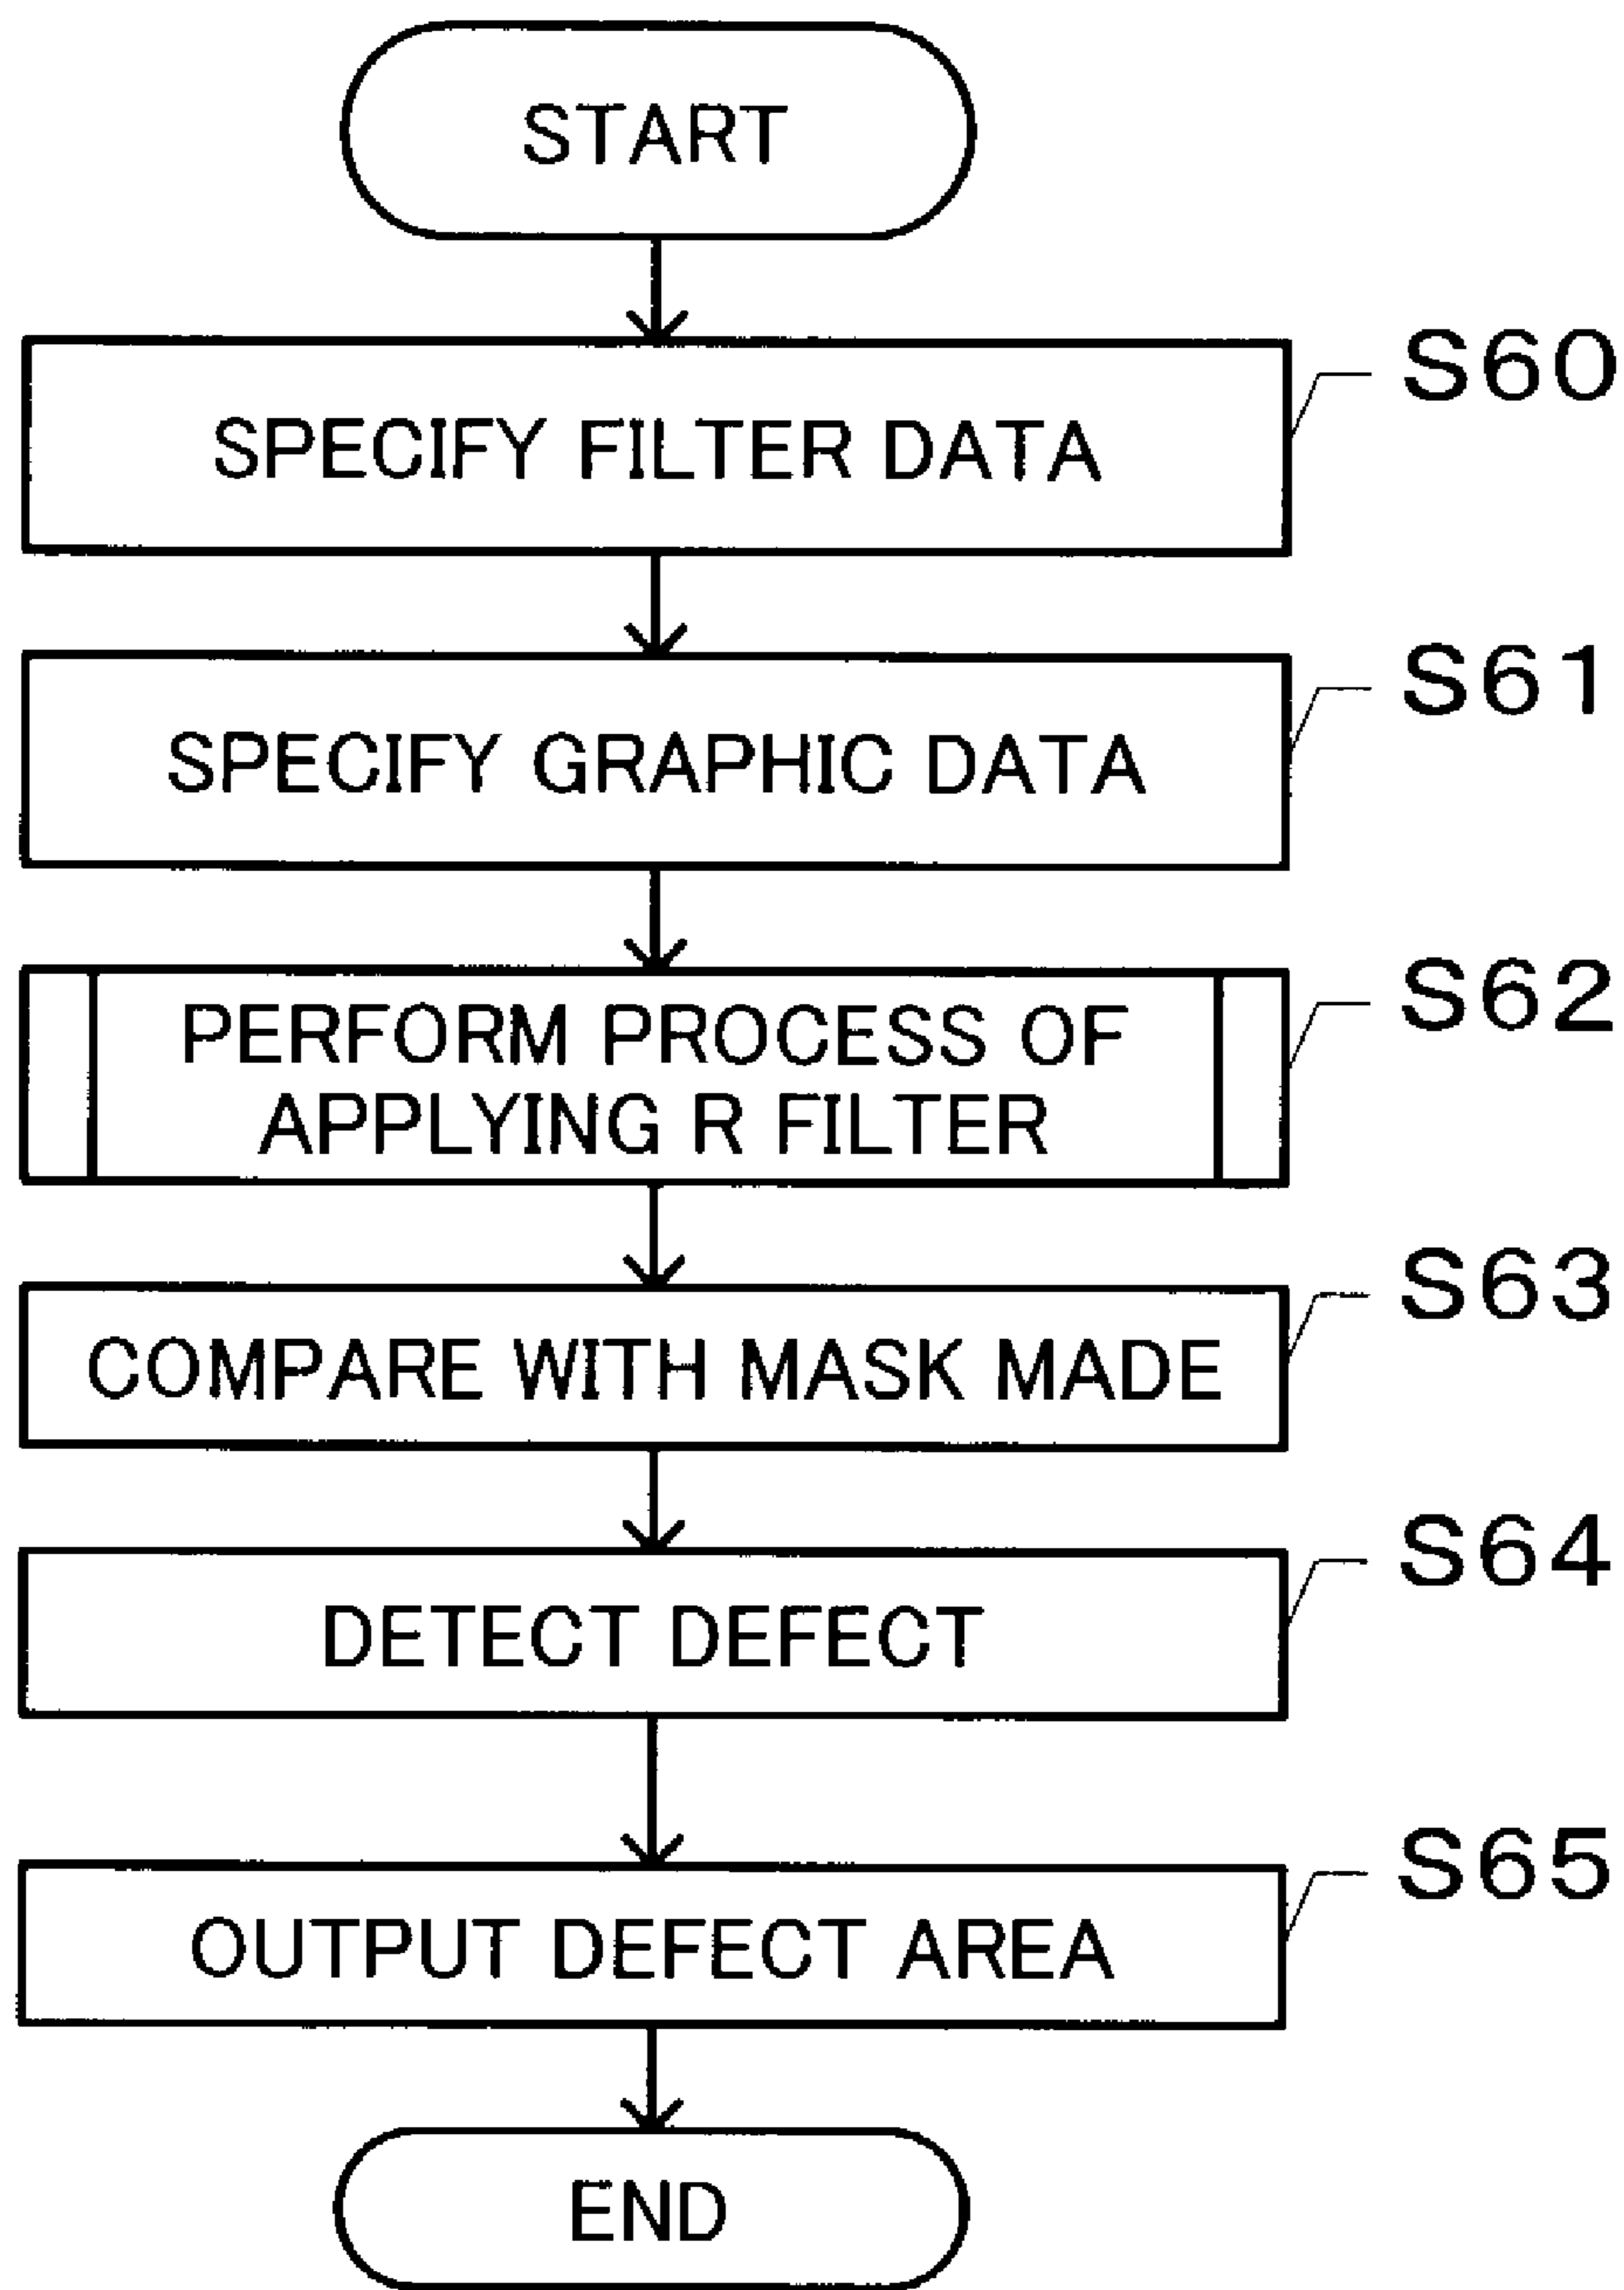 START
S60
SPECIFY FILTER DATA
S61
SPECIFY GRAPHIC DATA
S62
PERFORM PROCESS OF
APPLYING R FILTER
S63
COMPARE WITH MASK MADE
S64
DETECT DEFECT
S65
OUTPUT DEFECT AREA
END